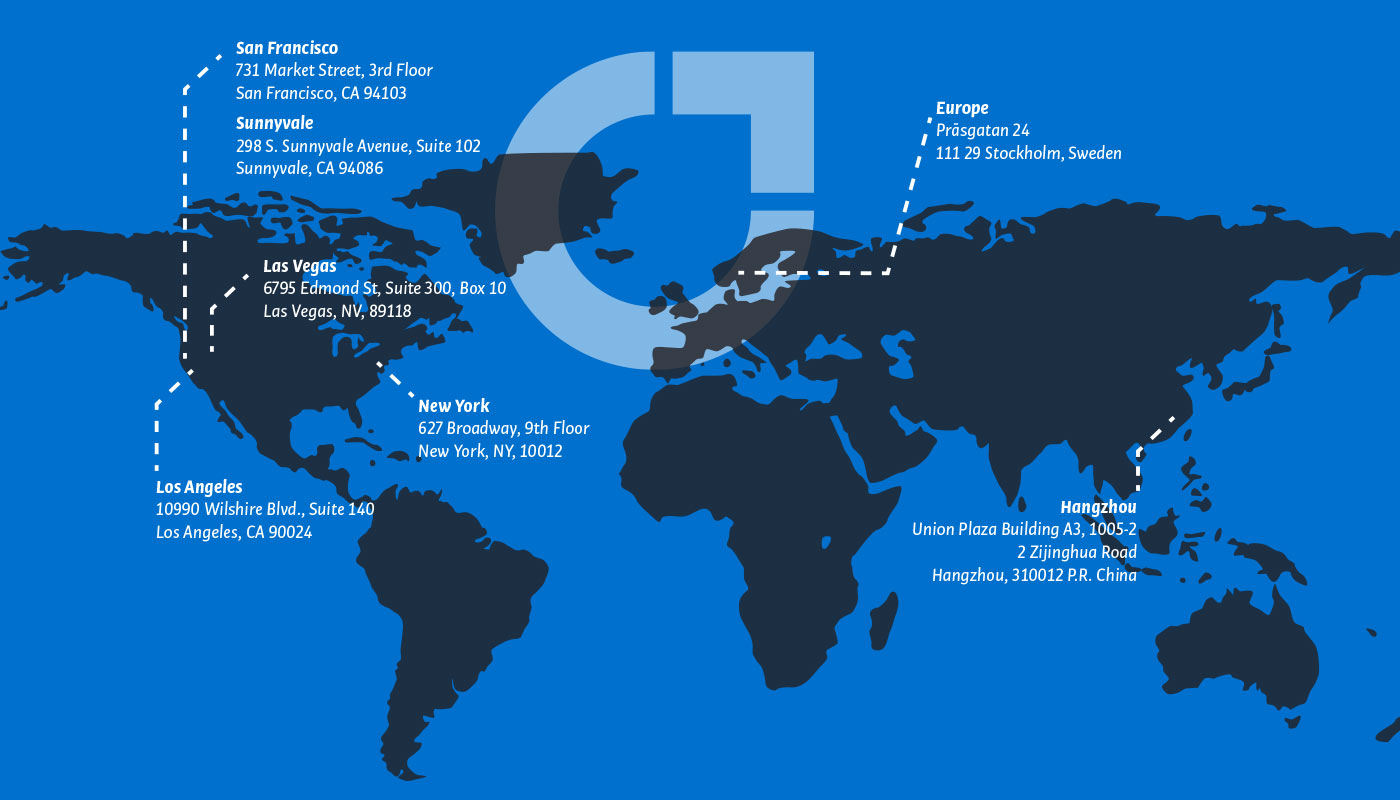 San Francisco
731 Market Street, 3rd Floor
San Francisco, CA 94103
Sunnyvale
298 S. Sunnyvale Avenue, Suite 102
Sunnyvale, CA 94086
Europe
Präsgatan 24
111 29 Stockholm, Sweden
Las Vegas
6795 Edmond St, Suite 300, Box 10
Las Vegas, NV, 89118
New York
627 Broadway, 9th Floor
New York, NY, 10012
Los Angeles
10990 Wilshire Blvd., Suite 140
Los Angeles, CA 90024
Hangzhou
Union Plaza Building A3, 1005-2
2 Zijinghua Road
Hangzhou, 310012 P.R. China